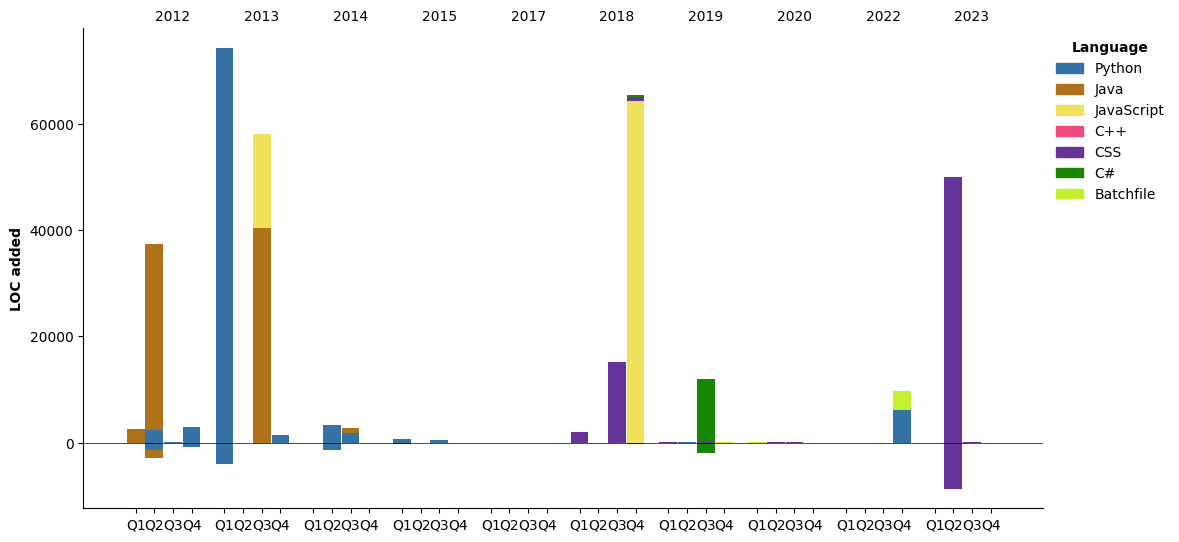 2012 2013 2014 2015 2017 2018 2019 2020 2022 2023
Language
Python
Java
JavaScript
C++
CSS
C#
Batchfile
LOC added
60000
40000
20000
0
Q1Q2Q3Q4 Q1Q2Q3Q4 Q1Q2Q3Q4 Q1Q2Q3Q4 Q1Q2Q3Q4 Q1Q2Q3Q4 Q1Q2Q3Q4 Q1Q2Q3Q4 Q1Q2Q3Q4 Q1Q2Q3Q4